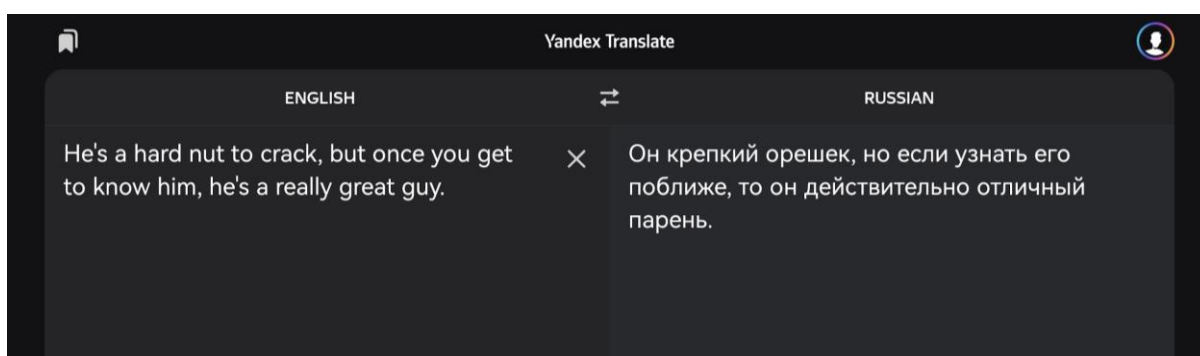 Yandex Translate
ENGLISH
RUSSIAN
He's a hard nut to crack, but once you get
to know him, he's a really great guy.
Он крепкий орешек, но если узнать его
поближе, то он действительно отличный
парень.